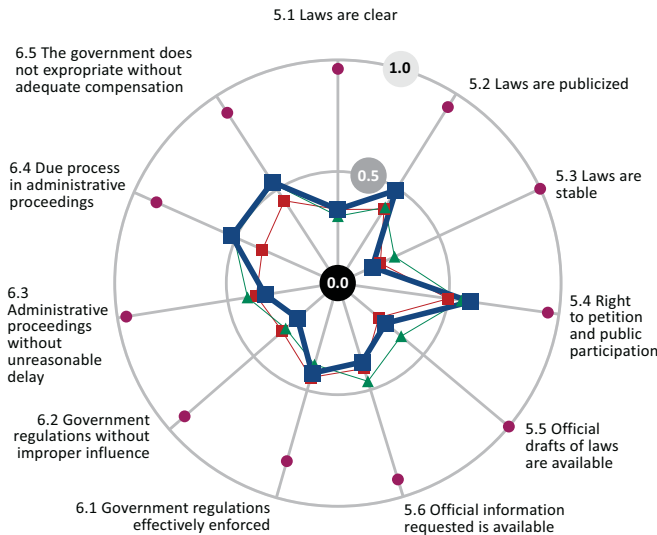 5.1 Laws are clear
1.0
5.2 Laws are publicized
5.3 Laws are
stable
5.4 Right
to petition
and public
participation
5.5 Official
drafts of laws
are available
5.6 Official information
requested is available
6.1 Government regulations
effectively enforced
6.2 Government
regulations without
improper influence
6.3
Administrative
proceedings
without
unreasonable
delay
6.4 Due process
in administrative
proceedings
6.5 The government does
not expropriate without
adequate compensation
0.5
0.0